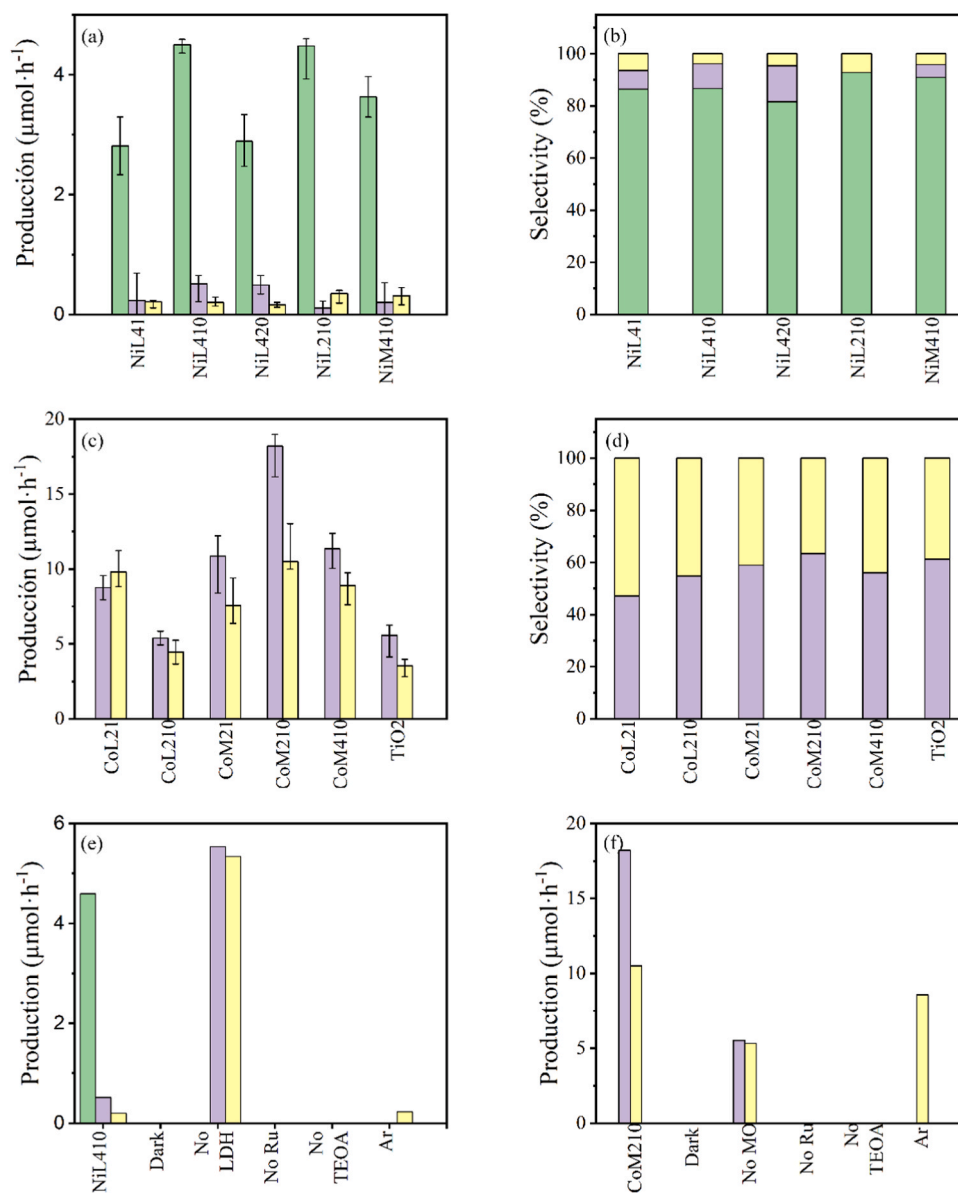 (a)
Producción (μmol·h⁻¹)
4
2
0
NiL41
NiL410
NiL420
NiL210
NiM410
(b)
Selectivity (%)
100
80
60
40
20
0
NiL41
NiL410
NiL420
NiL210
NiM410
(c)
Producción (μmol·h⁻¹)
20
15
10
5
0
CoL21
CoL210
CoM21
CoM210
CoM410
TiO2
(d)
Selectivity (%)
100
80
60
40
20
0
CoL21
CoL210
CoM21
CoM210
CoM410
TiO2
(e)
Production (μmol·h⁻¹)
6
4
2
0
NiL410
Dark
No
LDH
No Ru
No
TEOA
Ar
(f)
Production (μmol·h⁻¹)
20
15
10
5
0
CoM210
Dark
No MO
No Ru
No
TEOA
Ar